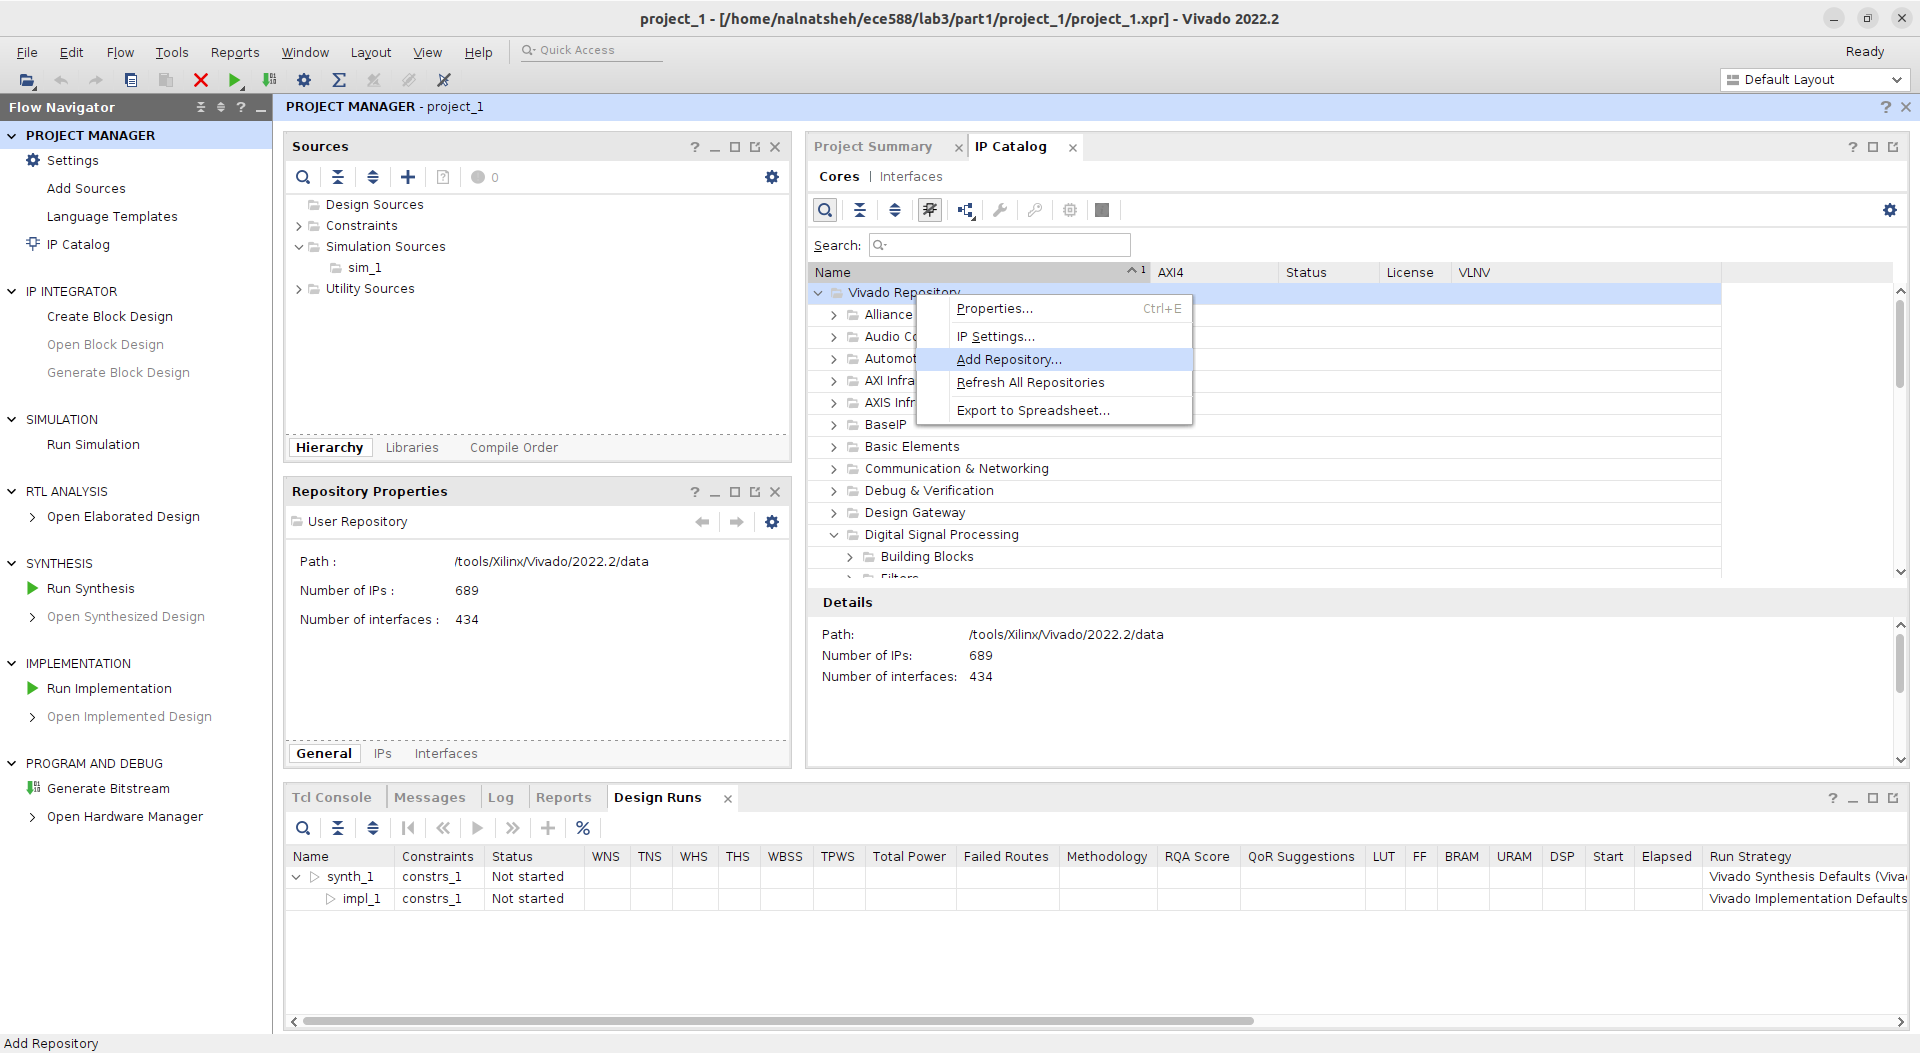 project_1 - [/home/nalnatsheh/ece588/lab3/part1/project_1/project_1.xpr] - Vivado 2022.2
File Edit Flow Tools Reports Window Layout View Help Quick Access Ready
Default Layout
Flow Navigator
PROJECT MANAGER
Settings
Add Sources
Language Templates
IP Catalog
IP INTEGRATOR
Create Block Design
Open Block Design
Generate Block Design
SIMULATION
Run Simulation
RTL ANALYSIS
Open Elaborated Design
SYNTHESIS
Run Synthesis
Open Synthesized Design
IMPLEMENTATION
Run Implementation
Open Implemented Design
PROGRAM AND DEBUG
Generate Bitstream
Open Hardware Manager
PROJECT MANAGER - project_1
Sources
0
Design Sources
Constraints
Simulation Sources
sim_1
Utility Sources
Hierarchy Libraries Compile Order
Repository Properties
User Repository
Path : /tools/Xilinx/Vivado/2022.2/data
Number of IPs : 689
Number of interfaces : 434
General IPs Interfaces
Project Summary IP Catalog
Cores | Interfaces
Search:
Name 1 AXI4 Status License VLNV
Vivado Repository
Alliance
Audio Co
Automot
AXI Infra
AXIS Infr
BaseIP
Basic Elements
Communication & Networking
Debug & Verification
Design Gateway
Digital Signal Processing
Building Blocks
Filters
Properties... Ctrl+E
IP Settings...
Add Repository...
Refresh All Repositories
Export to Spreadsheet...
Details
Path: /tools/Xilinx/Vivado/2022.2/data
Number of IPs: 689
Number of interfaces: 434
Tcl Console Messages Log Reports Design Runs
Name Constraints Status WNS TNS WHS THS WBSS TPWS Total Power Failed Routes Methodology RQA Score QoR Suggestions LUT FF BRAM URAM DSP Start Elapsed Run Strategy
synth_1 constrs_1 Not started Vivado Synthesis Defaults (Viva
impl_1 constrs_1 Not started Vivado Implementation Defaults
Add Repository